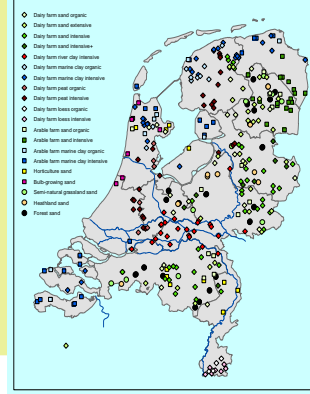 Dairy farm sand organic
Dairy farm sand extensive
Dairy farm sand intensive
Dairy farm sand intensive+
Dairy farm river clay intensive
Dairy farm marine clay organic
Dairy farm marine clay intensive
Dairy farm peat organic
Dairy farm peat intensive
Dairy farm loess organic
Dairy farm loess intensive
Arable farm sand organic
Arable farm sand intensive
Arable farm marine clay organic
Arable farm marine clay intensive
Horticulture sand
Bulb-growing sand
Semi-natural grassland sand
Heathland sand
Forest sand